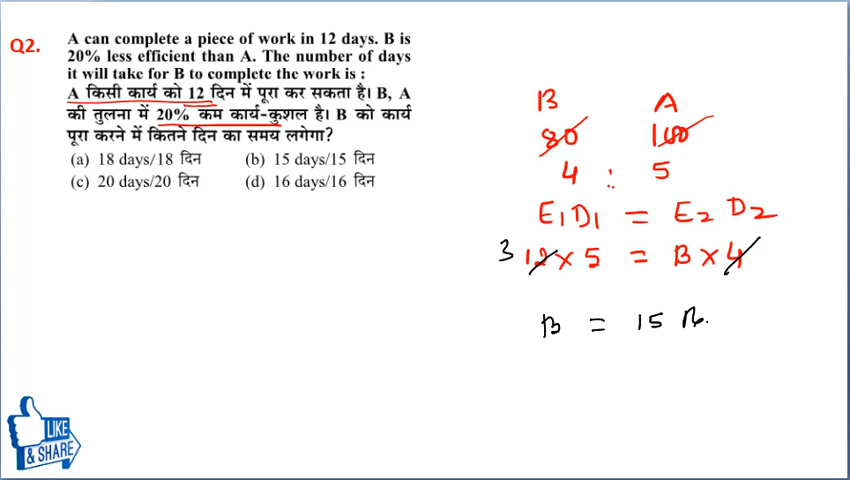 Q2. A can complete a piece of work in 12 days. B is
20% less efficient than A. The number of days
it will take for B to complete the work is :
A किसी कार्य को 12 दिन में पूरा कर सकता है। B, A
की तुलना में 20% कम कार्य-कुशल है। B को कार्य
पूरा करने में कितने दिन का समय लगेगा?
(a) 18 days/18 दिन (b) 15 days/15 दिन
(c) 20 days/20 दिन (d) 16 days/16 दिन
B A
80 100
4 : 5
E₁D₁ = E₂ D₂
3 12 × 5 = B × 4
B = 15
LIKE
& SHARE